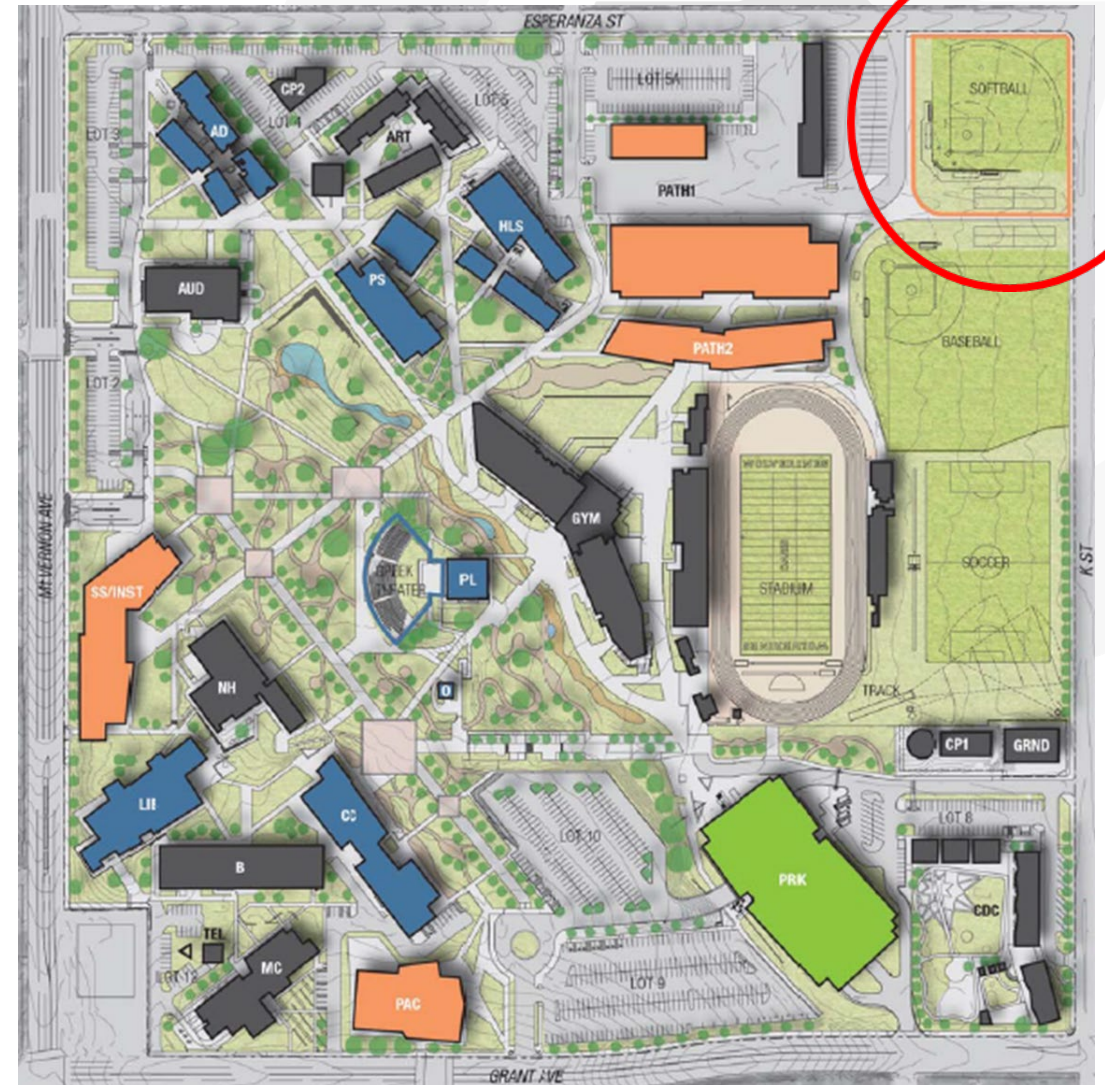 ESPERANZA ST
SOFTBALL
CP2
LOT 5A
LOT 5
LOT 3
AD
LOT 4
ART
PATH1
HLS
PS
AUD
BASEBALL
PATH2
LOT 2
GYM
MT VERNON AVE
K ST
SOCCER
GREEK
THEATER
PL
STADIUM
SS/INST
NH
O
TRACK
CP1
GRND
LIB
CC
LOT 8
LOT 10
B
PRK
CDC
TEL
MC
LOT 12
LOT 9
PAC
GRANT AVE